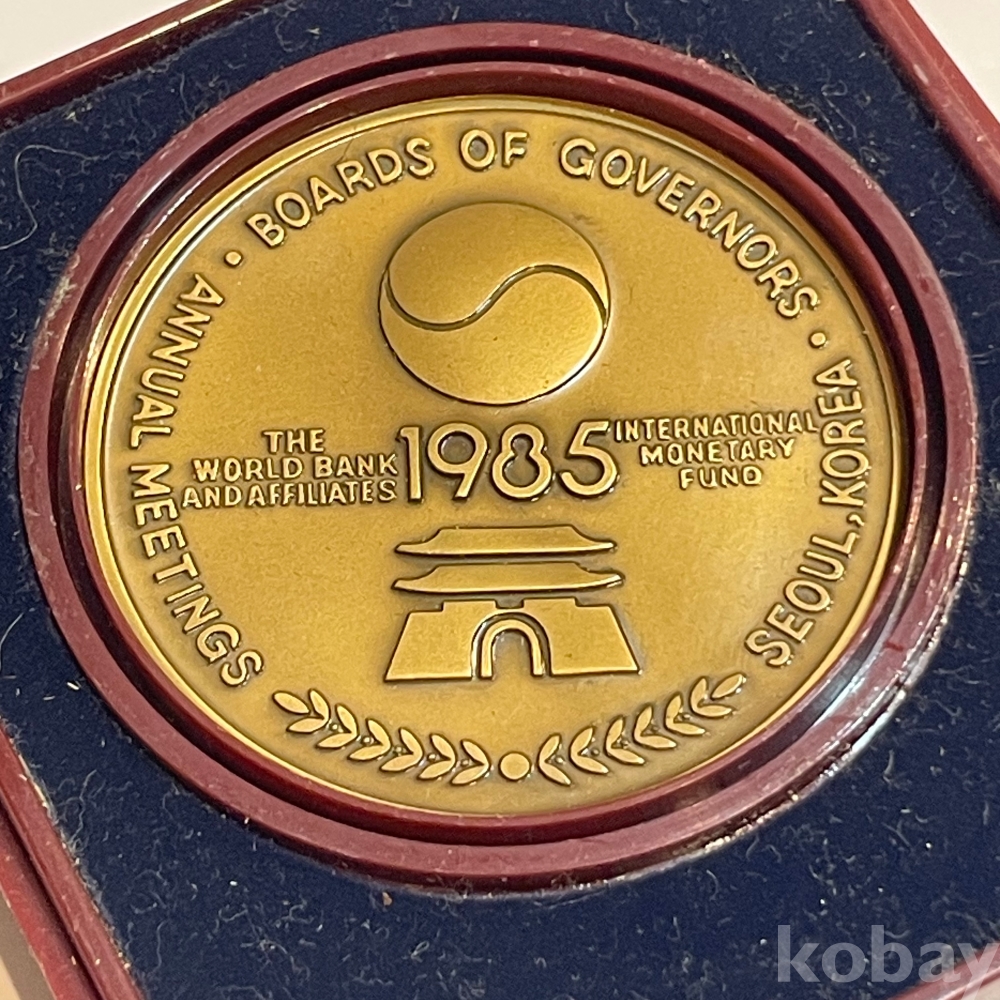 ANNUAL MEETINGS • BOARDS OF GOVERNORS • SEOUL, KOREA
THE
WORLD BANK
AND AFFILIATES
1985
INTERNATIONAL
MONETARY
FUND
kobay